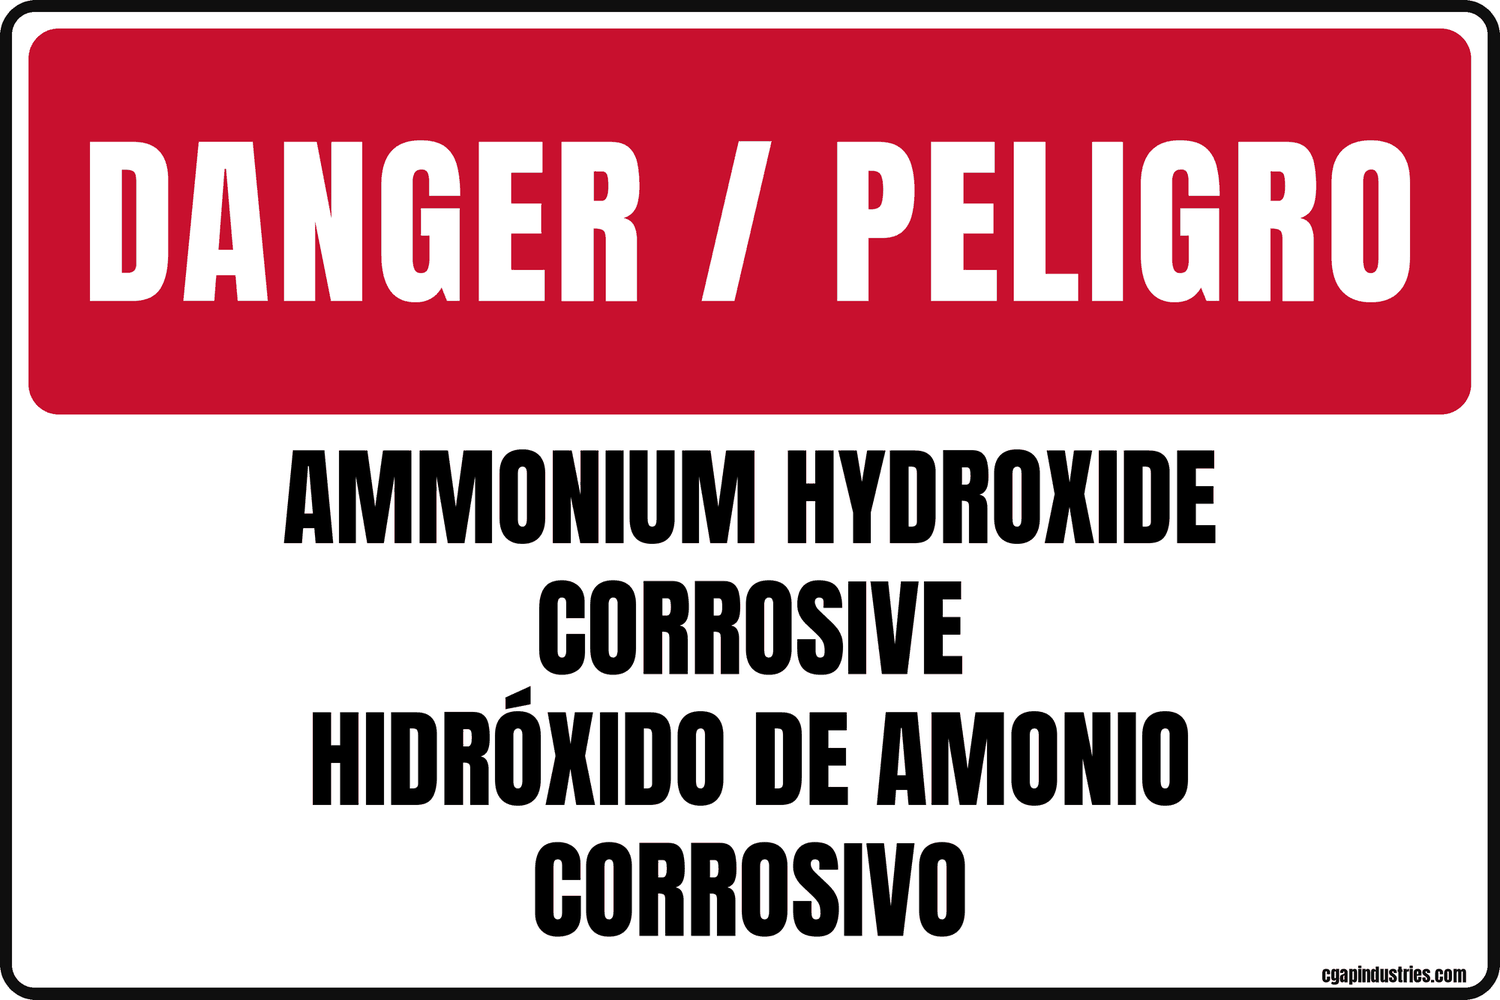 DANGER / PELIGRO
AMMONIUM HYDROXIDE
CORROSIVE
HIDRÓXIDO DE AMONIO
CORROSIVO
cgapindustries.com